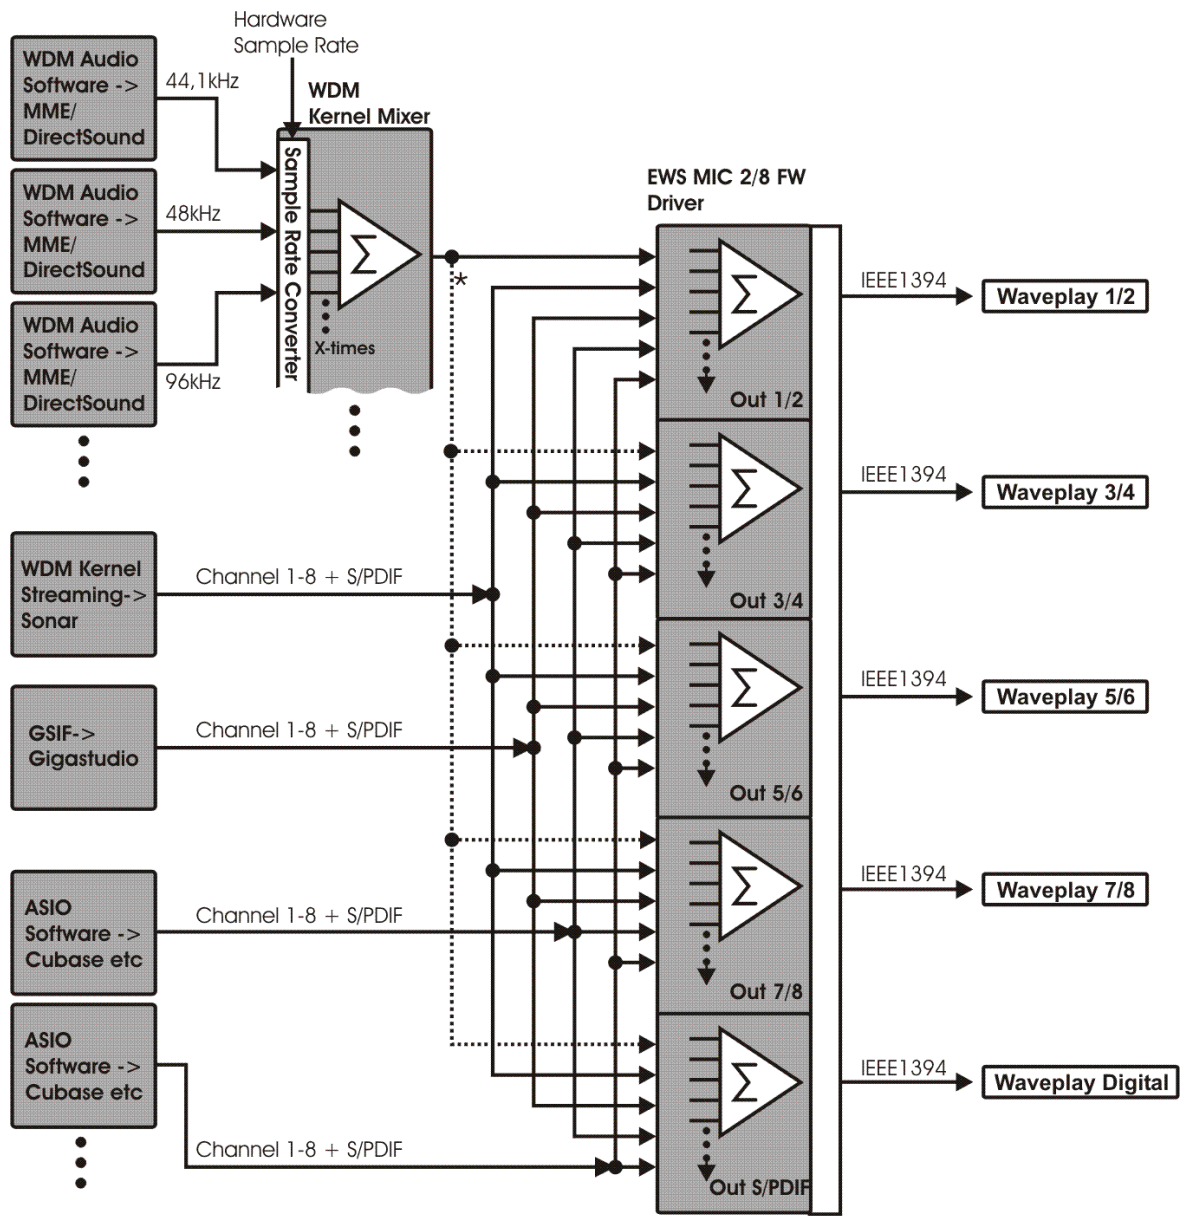 Hardware
Sample Rate
WDM Audio
Software ->
MME/
DirectSound
44,1kHz
WDM
Kernel Mixer
Sample Rate Converter
Σ
X-times
WDM Audio
Software ->
MME/
DirectSound
48kHz
WDM Audio
Software ->
MME/
DirectSound
96kHz
*
EWS MIC 2/8 FW
Driver
Σ
Out 1/2
IEEE1394
Waveplay 1/2
Σ
Out 3/4
IEEE1394
Waveplay 3/4
WDM Kernel
Streaming->
Sonar
Channel 1-8 + S/PDIF
Σ
Out 5/6
IEEE1394
Waveplay 5/6
GSIF->
Gigastudio
Channel 1-8 + S/PDIF
Σ
Out 7/8
IEEE1394
Waveplay 7/8
ASIO
Software ->
Cubase etc
Channel 1-8 + S/PDIF
ASIO
Software ->
Cubase etc
Channel 1-8 + S/PDIF
Σ
Out S/PDIF
IEEE1394
Waveplay Digital